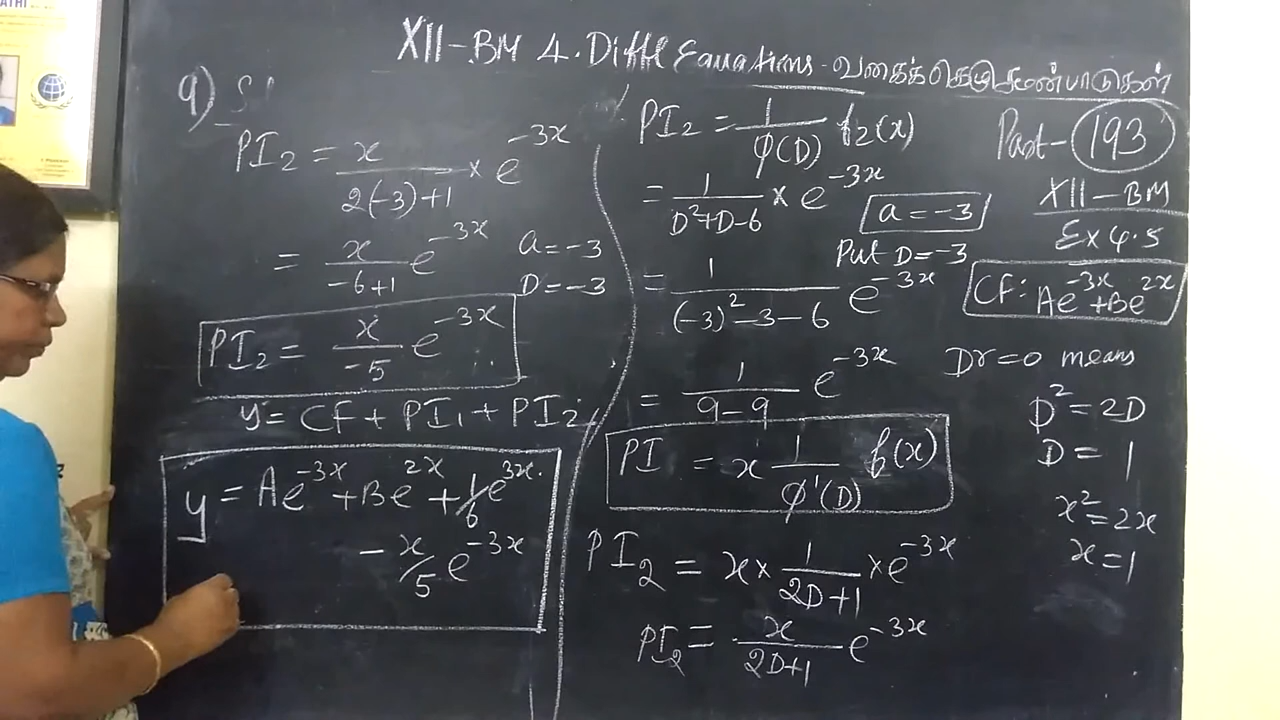 ATHI
XII-BM 4. Diffl Equations - வகைக்கெழுச்சமன்பாடுகள்
9)
PI₂ = x/(2(-3)+1) × e^(-3x)
= x/(-6+1) e^(-3x)
a = -3
D = -3
PI₂ = x/(-5) e^(-3x)
y = CF + PI₁ + PI₂
y = Ae^(-3x) + Be^(2x) + 1/6 e^(3x)
- x/5 e^(-3x)
PI₂ = 1/φ(D) f₂(x)
= 1/(D²+D-6) × e^(-3x)
a = -3
Put D = -3
= 1/((-3)²-3-6) e^(-3x)
= 1/(9-9) e^(-3x)
PI = x 1/φ'(D) f(x)
PI₂ = x × 1/(2D+1) × e^(-3x)
PI₂ = x/(2D+1) e^(-3x)
Part - 193
XII-BM
Ex 4.5
CF: Ae^(-3x) + Be^(2x)
Dr = 0 means
D² = 2D
D = 1
x² = 2x
x = 1